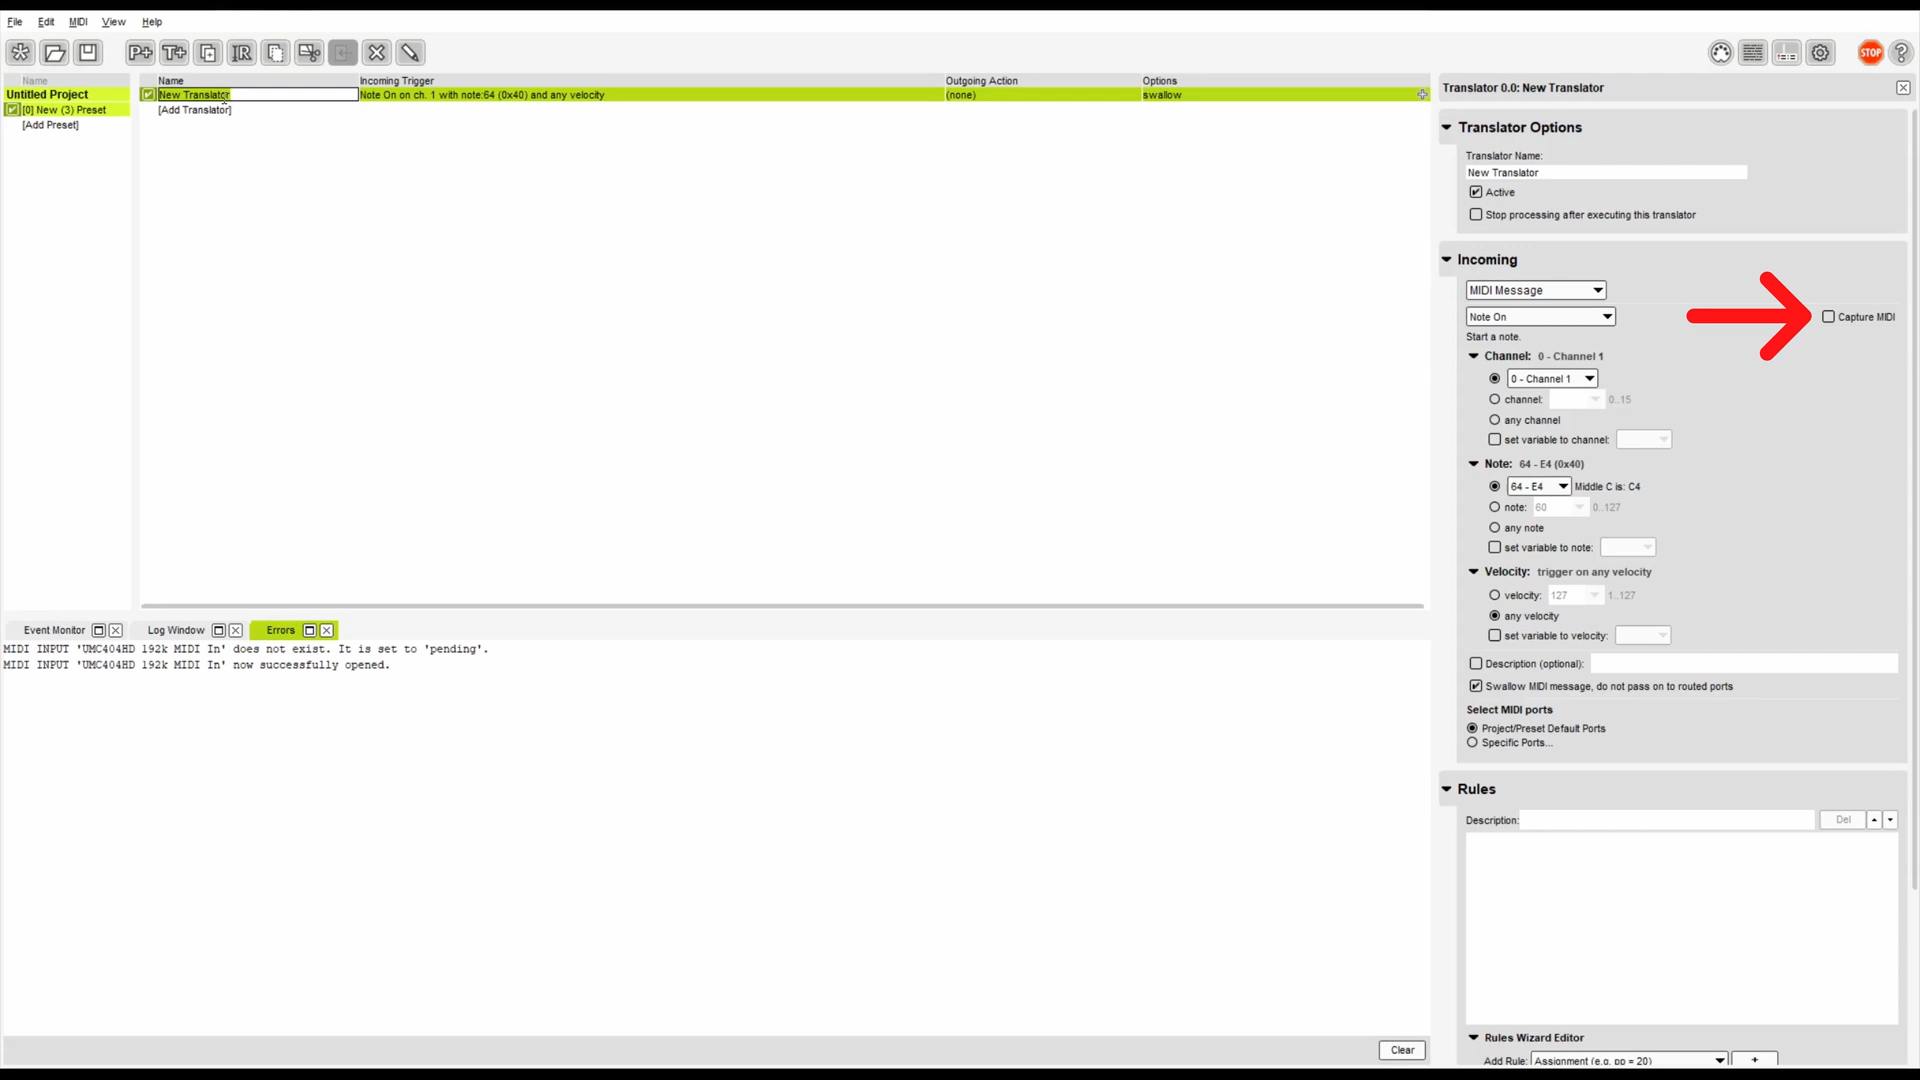 File Edit MIDI View Help
P+ T+ IR STOP ?
Name
Untitled Project
[0] New (3) Preset
[Add Preset]
Name Incoming Trigger Outgoing Action Options
New Translator Note On on ch. 1 with note:64 (0x40) and any velocity (none) swallow
[Add Translator]
Event Monitor Log Window Errors
MIDI INPUT 'UMC404HD 192k MIDI In' does not exist. It is set to 'pending'.
MIDI INPUT 'UMC404HD 192k MIDI In' now successfully opened.
Clear
Translator 0.0: New Translator
Translator Options
Translator Name:
New Translator
Active
Stop processing after executing this translator
Incoming
MIDI Message
Note On Capture MIDI
Start a note.
Channel: 0 - Channel 1
0 - Channel 1
channel: 0..15
any channel
set variable to channel:
Note: 64 - E4 (0x40)
64 - E4 Middle C is: C4
note: 60 0..127
any note
set variable to note:
Velocity: trigger on any velocity
velocity: 127 1..127
any velocity
set variable to velocity:
Description (optional):
Swallow MIDI message, do not pass on to routed ports
Select MIDI ports
Project/Preset Default Ports
Specific Ports...
Rules
Description: Del
Rules Wizard Editor
Add Rule: Assignment (e.g. pp = 20) +